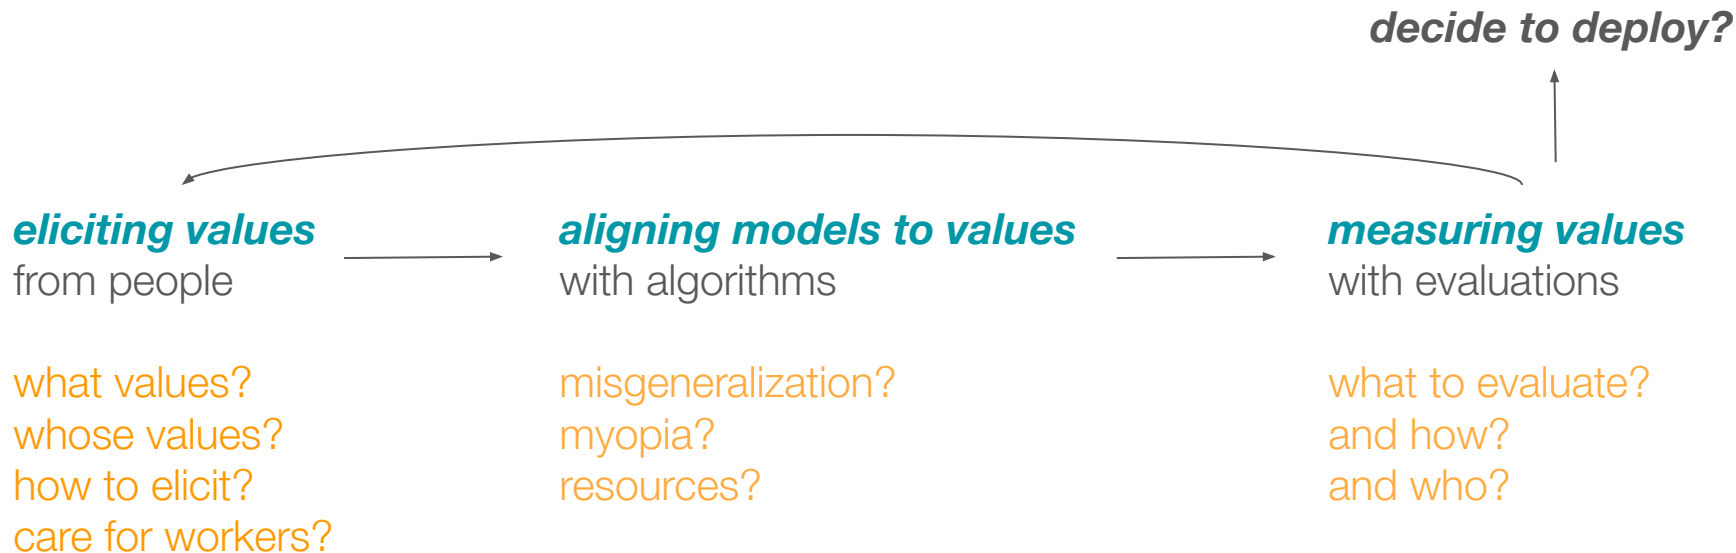 decide to deploy?
eliciting values
from people
what values?
whose values?
how to elicit?
care for workers?
aligning models to values
with algorithms
misgeneralization?
myopia?
resources?
measuring values
with evaluations
what to evaluate?
and how?
and who?